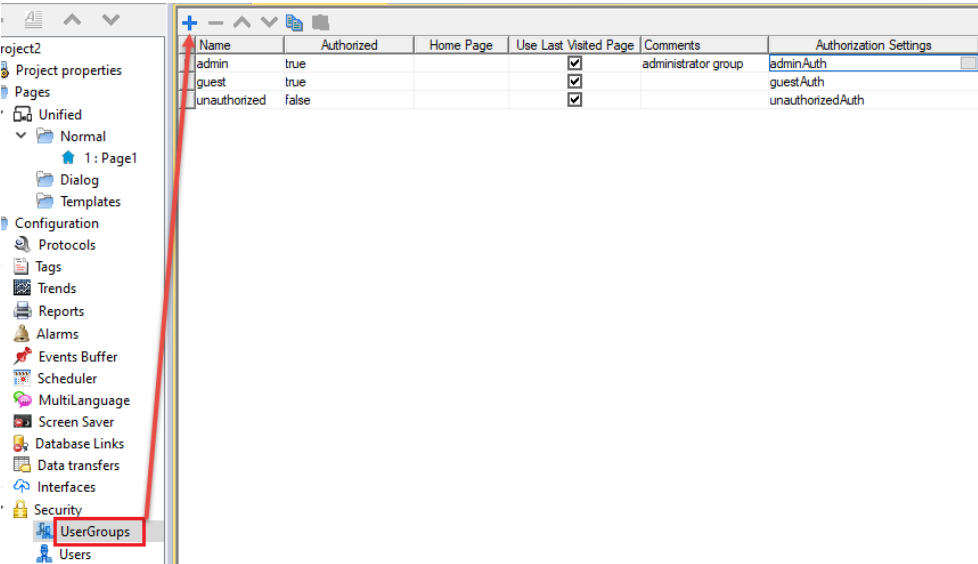 roject2
Project properties
Pages
Unified
Normal
1 : Page1
Dialog
Templates
Configuration
Protocols
Tags
Trends
Reports
Alarms
Events Buffer
Scheduler
MultiLanguage
Screen Saver
Database Links
Data transfers
Interfaces
Security
UserGroups
Users
Name Authorized Home Page Use Last Visited Page Comments Authorization Settings
admin true administrator group adminAuth
guest true guestAuth
unauthorized false unauthorizedAuth